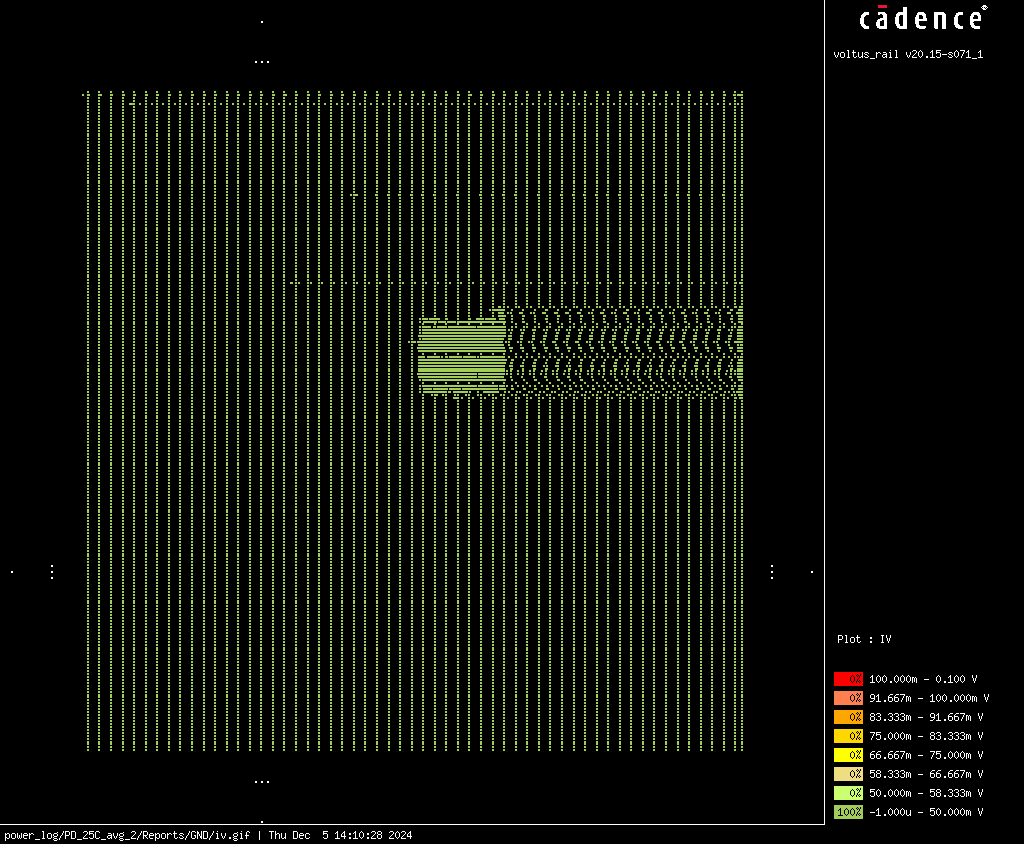 cādence®
voltus_rail v20.15-s071_1
Plot : IV
0% 100.000m - 0.100 V
0% 91.667m - 100.000m V
0% 83.333m - 91.667m V
0% 75.000m - 83.333m V
0% 66.667m - 75.000m V
0% 58.333m - 66.667m V
0% 50.000m - 58.333m V
100% -1.000u - 50.000m V
power_log/PD_25C_avg_2/Reports/GND/iv.gif | Thu Dec  5 14:10:28 2024